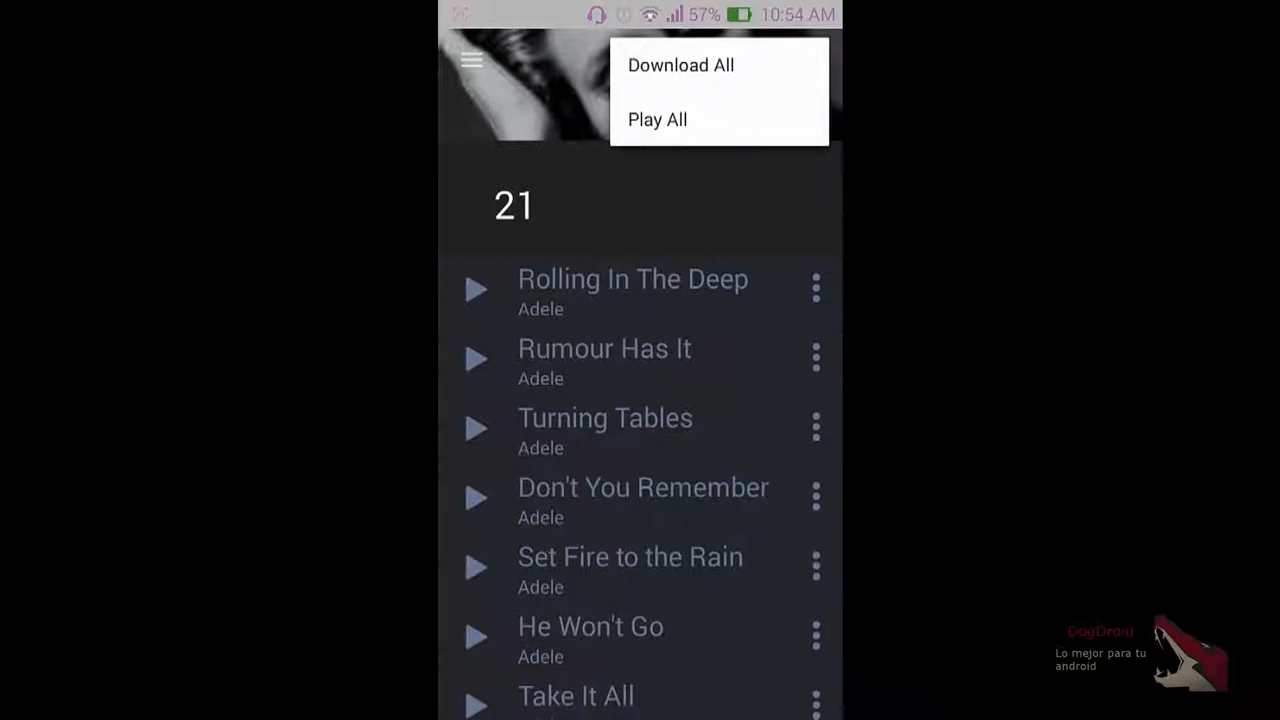 57% 10:54 AM
Download All
Play All
21
Rolling In The Deep
Adele
Rumour Has It
Adele
Turning Tables
Adele
Don't You Remember
Adele
Set Fire to the Rain
Adele
He Won't Go
Adele
Take It All
DogDroid
Lo mejor para tu
android